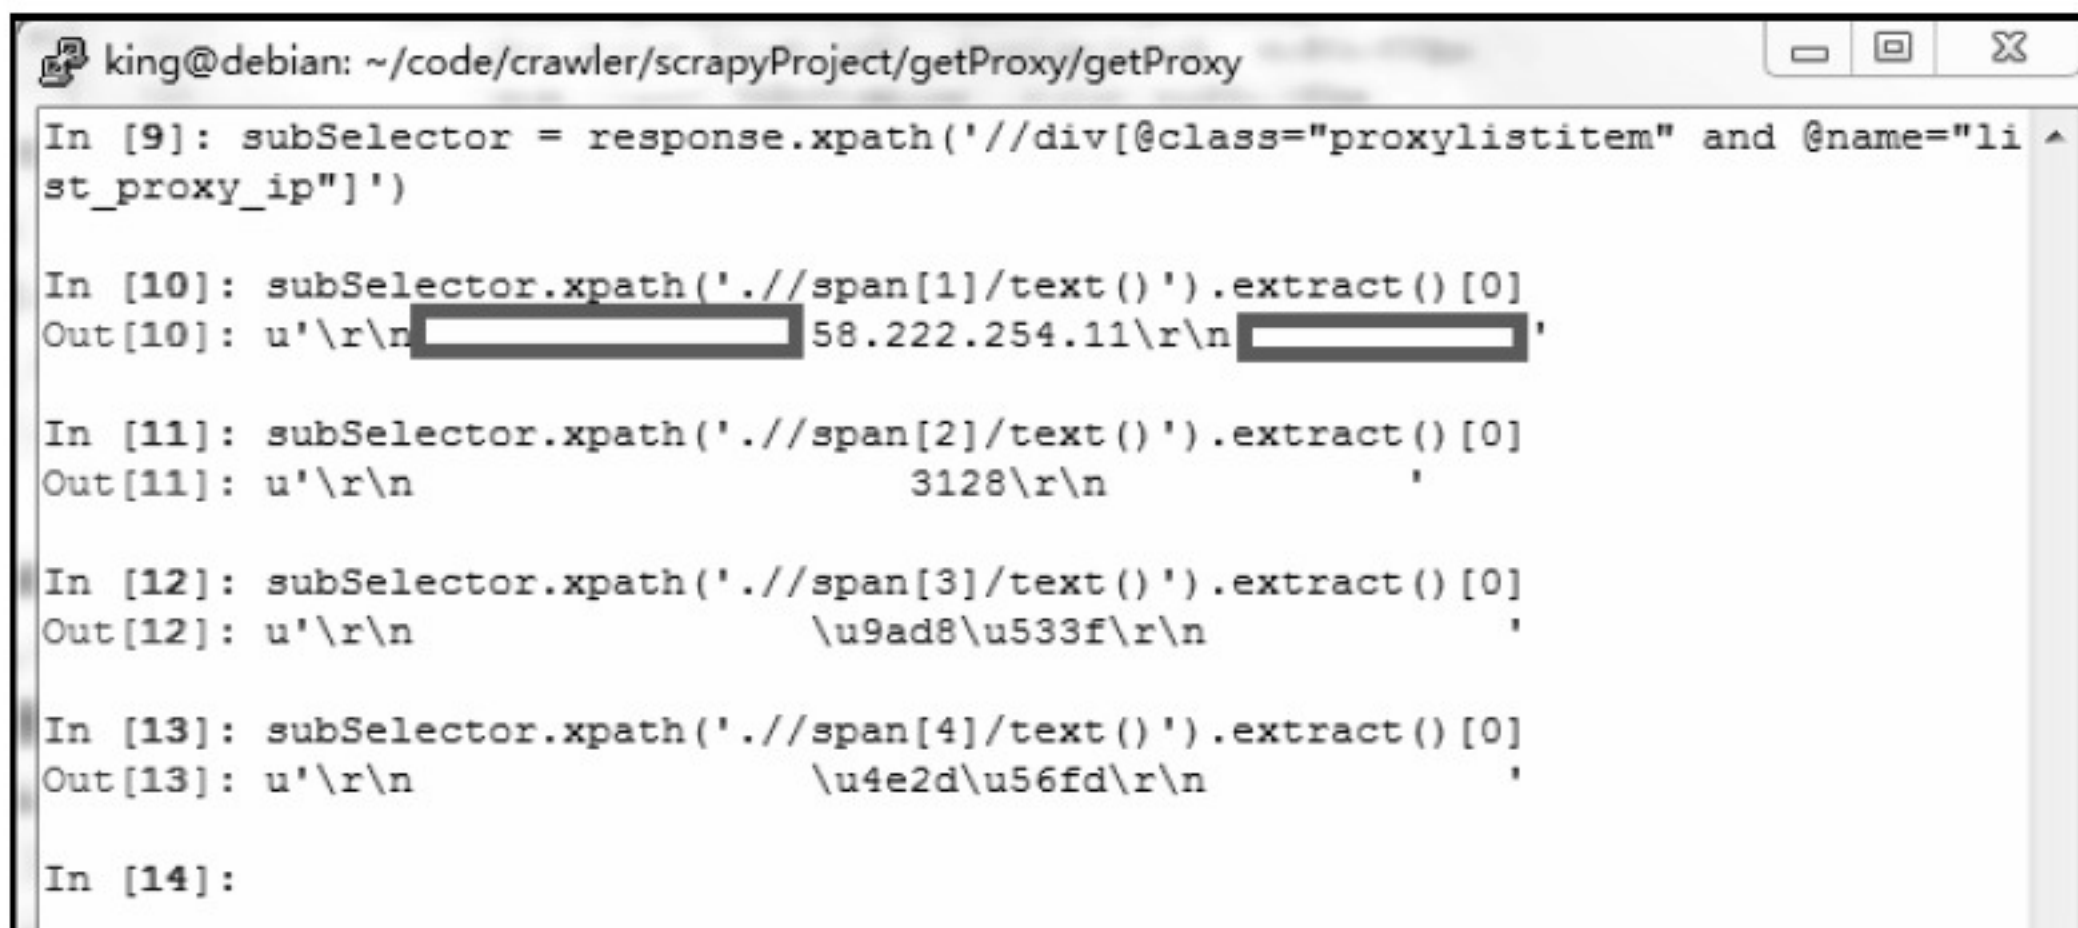 king@debian: ~/code/crawler/scrapyProject/getProxy/getProxy
In [9]: subSelector = response.xpath('//div[@class="proxylistitem" and @name="li
st_proxy_ip"]')
In [10]: subSelector.xpath('.//span[1]/text()').extract()[0]
Out[10]: u'\r\n 58.222.254.11\r\n '
In [11]: subSelector.xpath('.//span[2]/text()').extract()[0]
Out[11]: u'\r\n 3128\r\n '
In [12]: subSelector.xpath('.//span[3]/text()').extract()[0]
Out[12]: u'\r\n \u9ad8\u533f\r\n '
In [13]: subSelector.xpath('.//span[4]/text()').extract()[0]
Out[13]: u'\r\n \u4e2d\u56fd\r\n '
In [14]: